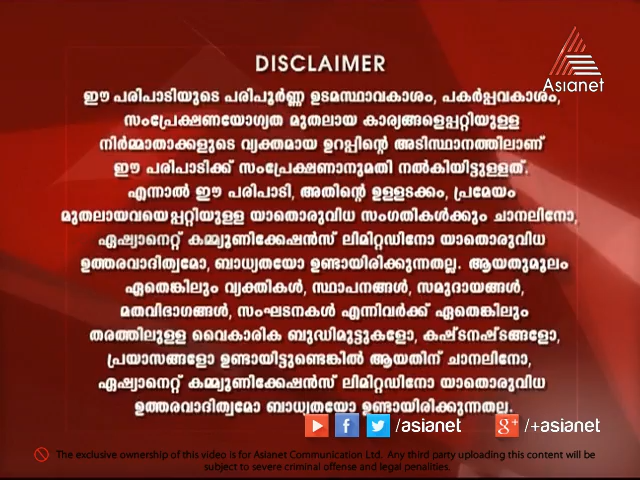 DISCLAIMER
Asianet
ഈ പരിപാടിയുടെ പരിപൂർണ്ണ ഉടമസ്ഥാവകാശം, പകർപ്പവകാശം,
സംപ്രേക്ഷണയോഗ്യത മുതലായ കാര്യങ്ങളെപ്പറ്റിയുള്ള
നിർമ്മാതാക്കളുടെ വ്യക്തമായ ഉറപ്പിന്റെ അടിസ്ഥാനത്തിലാണ്
ഈ പരിപാടിക്ക് സംപ്രേക്ഷണാനുമതി നൽകിയിട്ടുള്ളത്.
എന്നാൽ ഈ പരിപാടി, അതിന്റെ ഉള്ളടക്കം, പ്രമേയം
മുതലായവയെപ്പറ്റിയുള്ള യാതൊരുവിധ സംഗതികൾക്കും ചാനലിനോ,
ഏഷ്യാനെറ്റ് കമ്മ്യുണിക്കേഷൻസ് ലിമിറ്റഡിനോ യാതൊരുവിധ
ഉത്തരവാദിത്വമോ, ബാധ്യതയോ ഉണ്ടായിരിക്കുന്നതല്ല. ആയതുമൂലം
ഏതെങ്കിലും വ്യക്തികൾ, സ്ഥാപനങ്ങൾ, സമുദായങ്ങൾ,
മതവിഭാഗങ്ങൾ, സംഘടനകൾ എന്നിവർക്ക് ഏതെങ്കിലും
തരത്തിലുള്ള വൈകാരിക ബുദ്ധിമുട്ടുകളോ, കഷ്ടനഷ്ടങ്ങളോ,
പ്രയാസങ്ങളോ ഉണ്ടായിട്ടുണ്ടെങ്കിൽ ആയതിന് ചാനലിനോ,
ഏഷ്യാനെറ്റ് കമ്മ്യുണിക്കേഷൻസ് ലിമിറ്റഡിനോ യാതൊരുവിധ
ഉത്തരവാദിത്വമോ ബാധ്യതയോ ഉണ്ടായിരിക്കുന്നതല്ല.
/asianet g+ /+asianet
The exclusive ownership of this video is for Asianet Communication Ltd. Any third party uploading this content will be
subject to severe criminal offense and legal penalities.